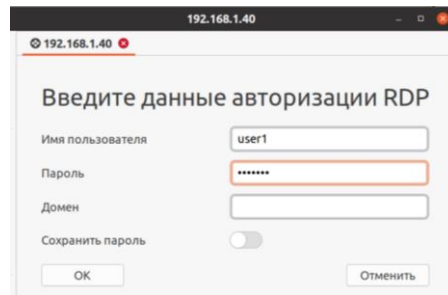 192.168.1.40
192.168.1.40
Введите данные авторизации RDP
Имя пользователя user1
Пароль •••••••
Домен
Сохранить пароль
OK Отменить